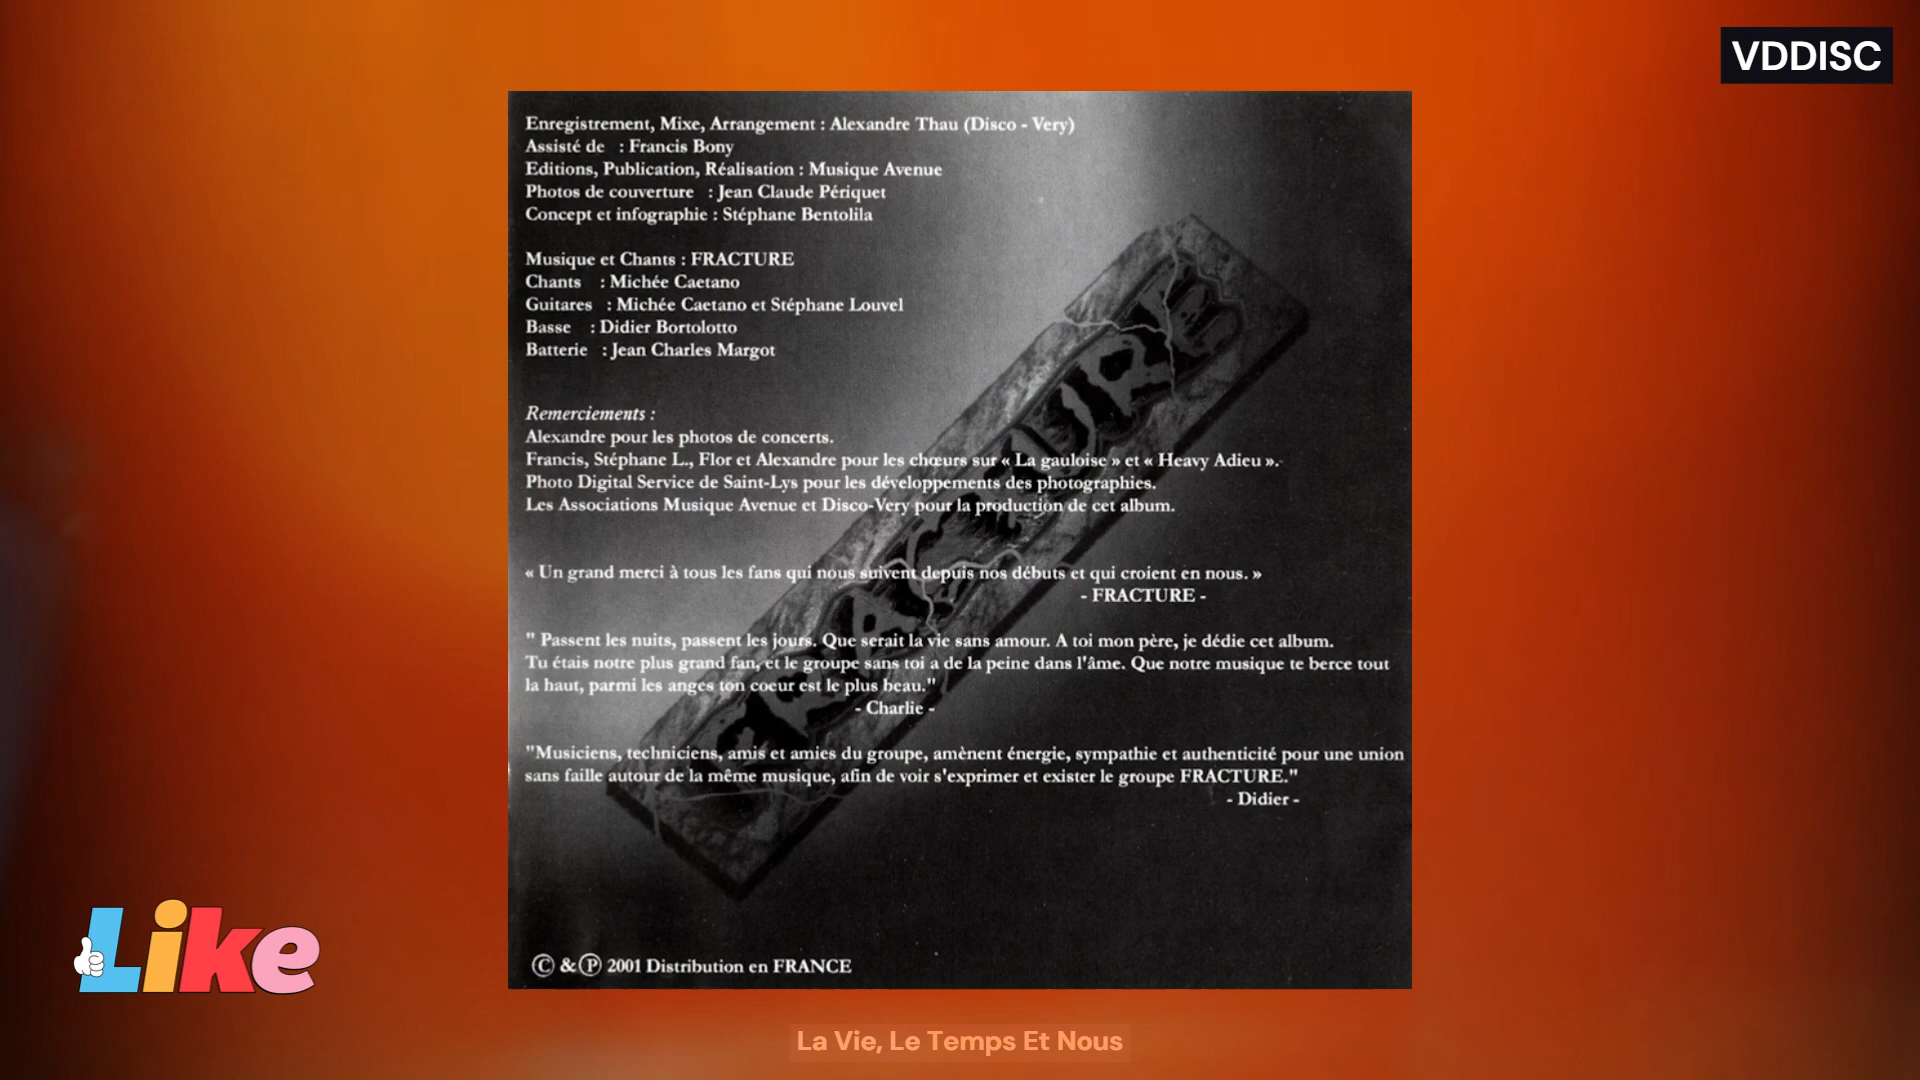 VDDISC
Enregistrement, Mixe, Arrangement : Alexandre Thau (Disco - Very)
Assisté de : Francis Bony
Editions, Publication, Réalisation : Musique Avenue
Photos de couverture : Jean Claude Périquet
Concept et infographie : Stéphane Bentolila
Musique et Chants : FRACTURE
Chants : Michée Caetano
Guitares : Michée Caetano et Stéphane Louvel
Basse : Didier Bortolotto
Batterie : Jean Charles Margot
Remerciements :
Alexandre pour les photos de concerts.
Francis, Stéphane L., Flor et Alexandre pour les chœurs sur « La gauloise » et « Heavy Adieu ».
Photo Digital Service de Saint-Lys pour les développements des photographies.
Les Associations Musique Avenue et Disco-Very pour la production de cet album.
« Un grand merci à tous les fans qui nous suivent depuis nos débuts et qui croient en nous. »
- FRACTURE -
" Passent les nuits, passent les jours. Que serait la vie sans amour. A toi mon père, je dédie cet album.
Tu étais notre plus grand fan, et le groupe sans toi a de la peine dans l'âme. Que notre musique te berce tout
la haut, parmi les anges ton coeur est le plus beau."
- Charlie -
"Musiciens, techniciens, amis et amies du groupe, amènent énergie, sympathie et authenticité pour une union
sans faille autour de la même musique, afin de voir s'exprimer et exister le groupe FRACTURE."
- Didier -
FRACTURE
© & ℗ 2001 Distribution en FRANCE
Like
La Vie, Le Temps Et Nous